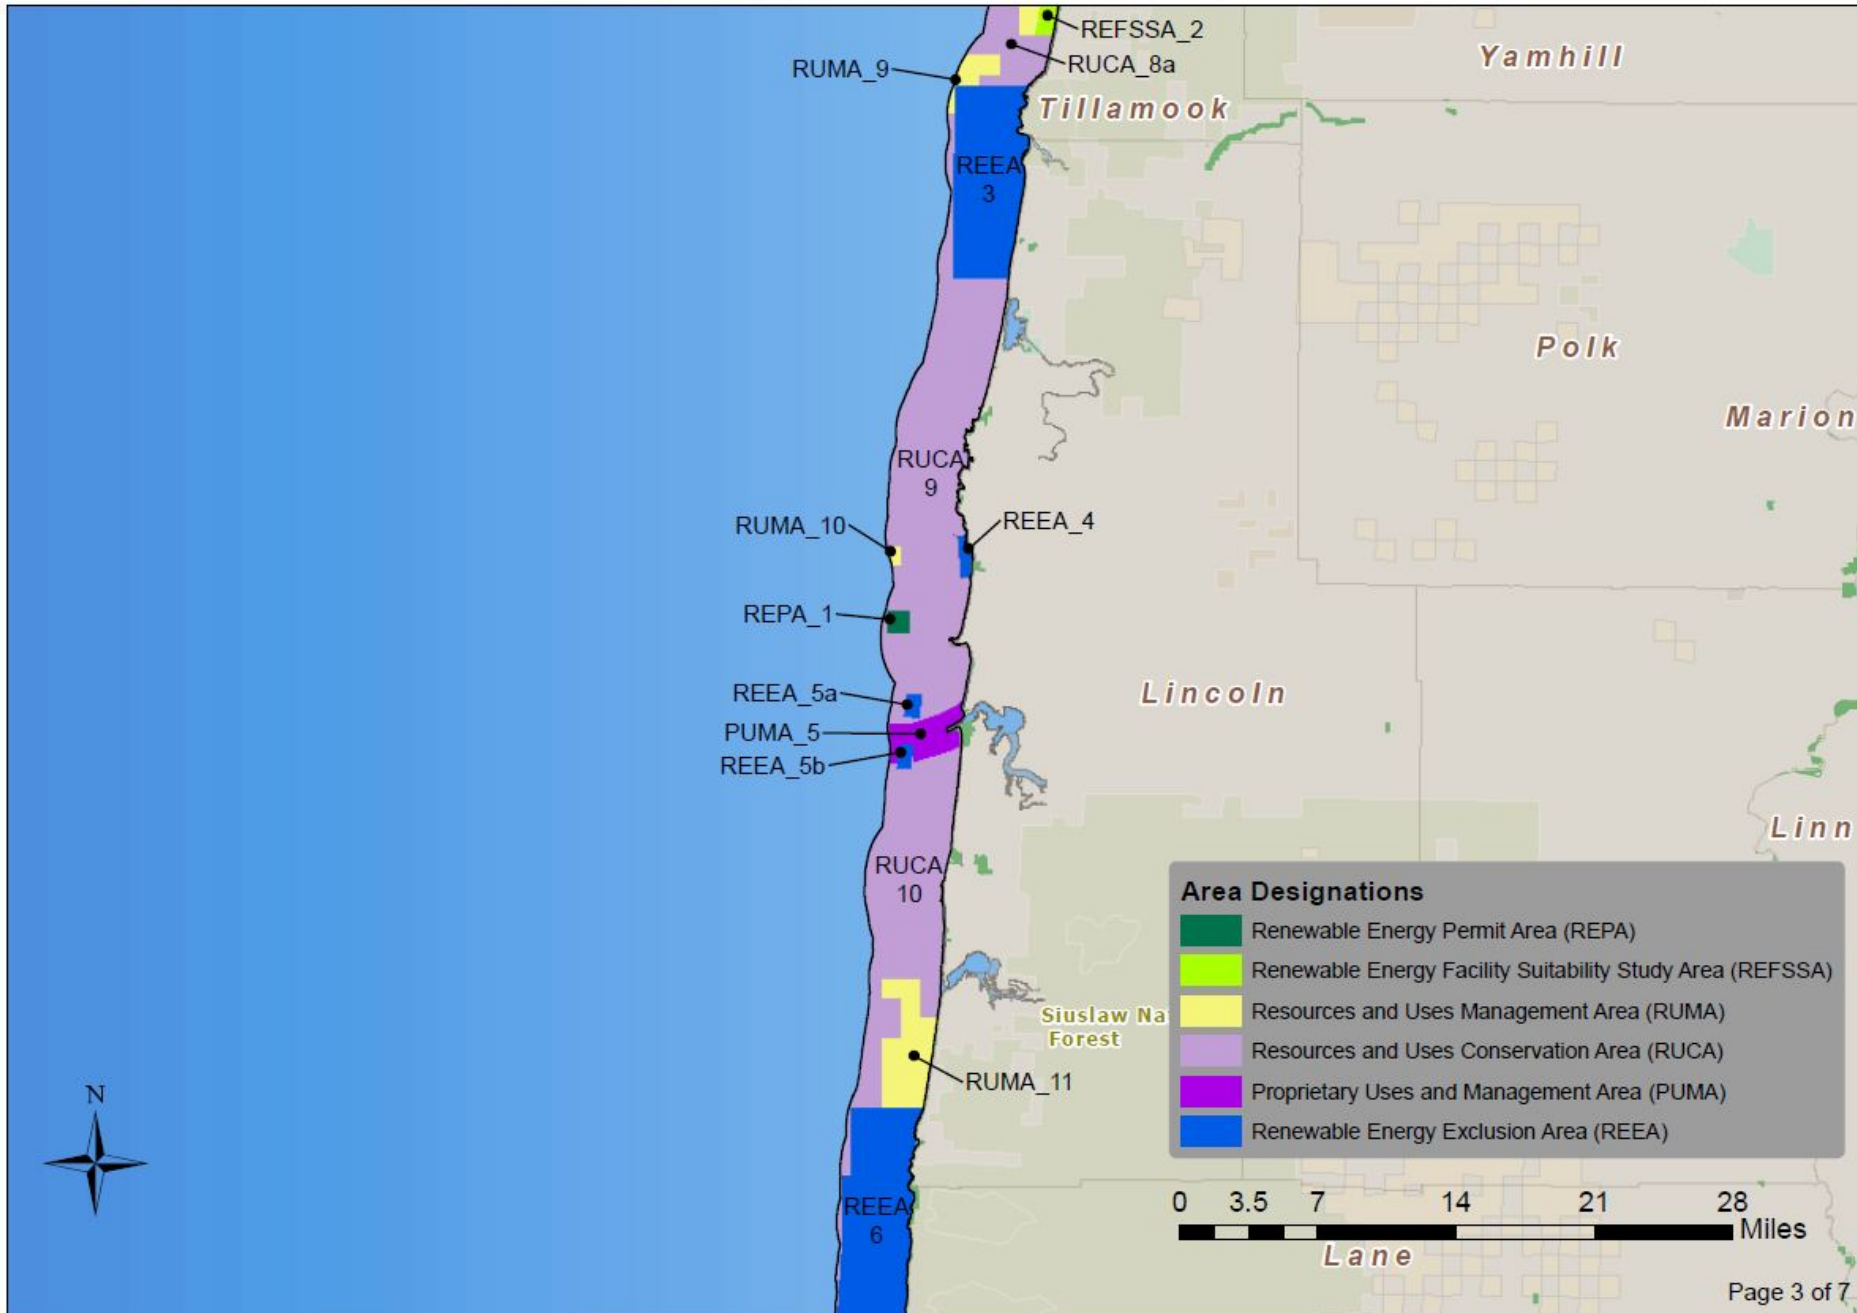 REFSSA_2
Yamhill
RUCA_8a
RUMA_9
Tillamook
REEA
3
Polk
Marion
RUCA
9
RUMA_10
REEA_4
REPA_1
REEA_5a
Lincoln
PUMA_5
REEA_5b
Linn
RUCA
10
Area Designations
Renewable Energy Permit Area (REPA)
Renewable Energy Facility Suitability Study Area (REFSSA)
Resources and Uses Management Area (RUMA)
Resources and Uses Conservation Area (RUCA)
Proprietary Uses and Management Area (PUMA)
Renewable Energy Exclusion Area (REEA)
Siuslaw Na
Forest
RUMA_11
N
REEA
6
0 3.5 7 14 21 28
Miles
Lane
Page 3 of 7